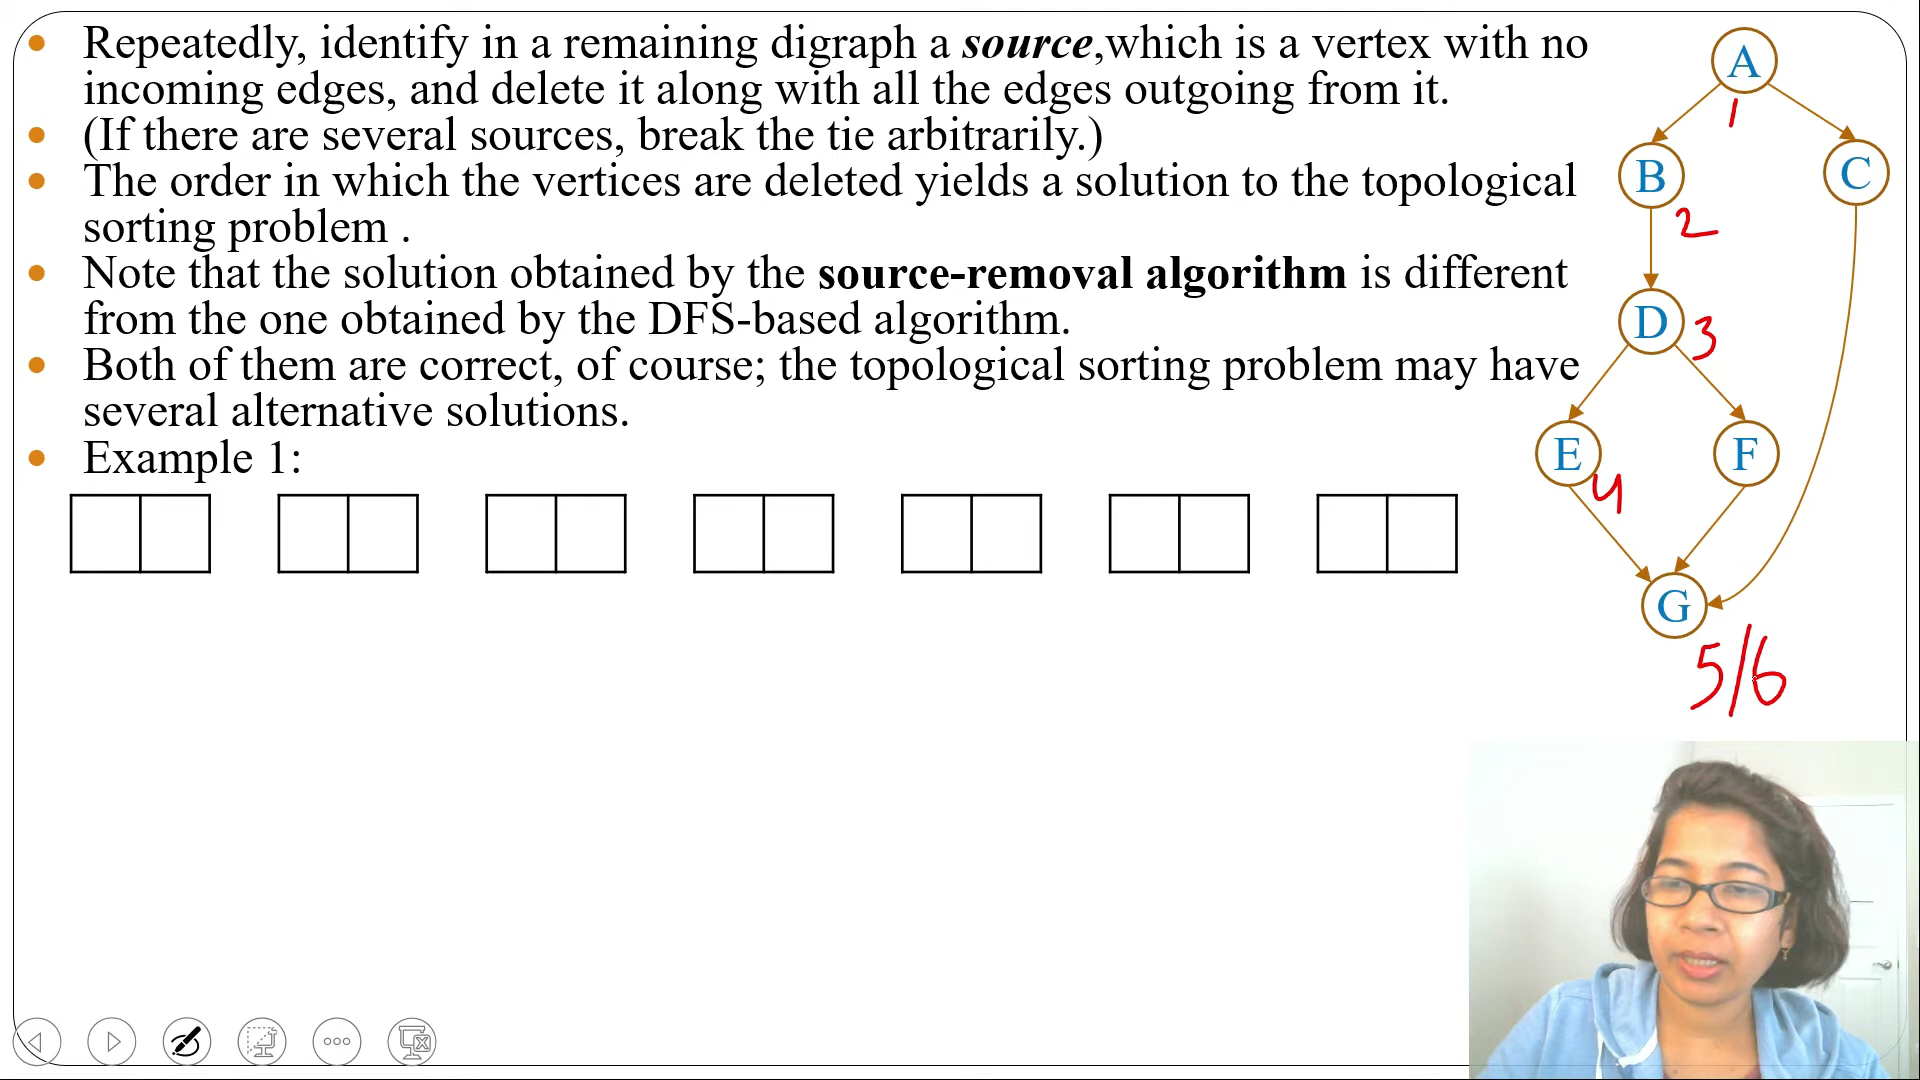 Repeatedly, identify in a remaining digraph a source,which is a vertex with no
incoming edges, and delete it along with all the edges outgoing from it.
(If there are several sources, break the tie arbitrarily.)
The order in which the vertices are deleted yields a solution to the topological
sorting problem .
Note that the solution obtained by the source-removal algorithm is different
from the one obtained by the DFS-based algorithm.
Both of them are correct, of course; the topological sorting problem may have
several alternative solutions.
Example 1:
A
1
B C
2
D 3
E F
4
G
5/6